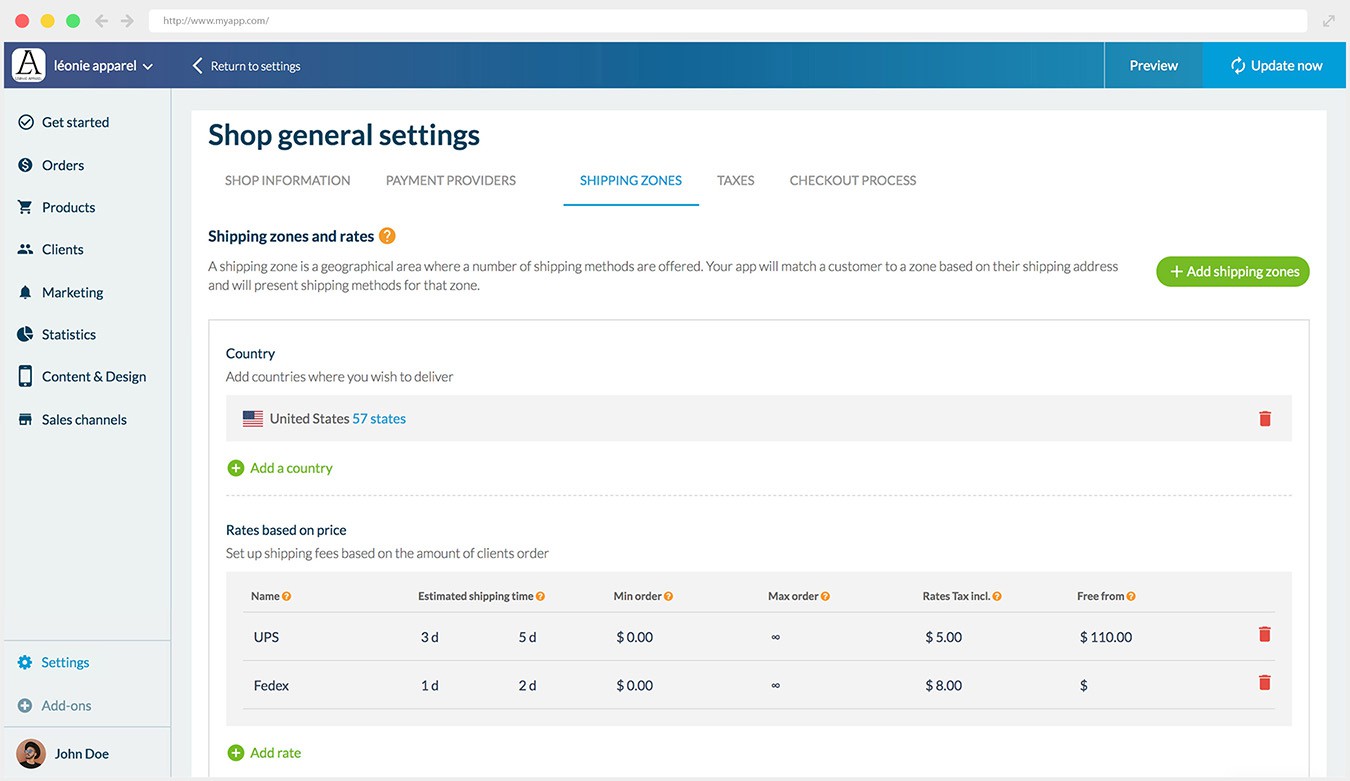 http://www.myapp.com/
léonie apparel
Return to settings
Preview
Update now
Get started
Orders
Products
Clients
Marketing
Statistics
Content & Design
Sales channels
Settings
Add-ons
John Doe
Shop general settings
SHOP INFORMATION PAYMENT PROVIDERS SHIPPING ZONES TAXES CHECKOUT PROCESS
Shipping zones and rates ?
A shipping zone is a geographical area where a number of shipping methods are offered. Your app will match a customer to a zone based on their shipping address
and will present shipping methods for that zone.
+ Add shipping zones
Country
Add countries where you wish to deliver
United States 57 states
+ Add a country
Rates based on price
Set up shipping fees based on the amount of clients order
Name ? Estimated shipping time ? Min order ? Max order ? Rates Tax incl. ? Free from ?
UPS 3 d 5 d $ 0.00 ∞ $ 5.00 $ 110.00
Fedex 1 d 2 d $ 0.00 ∞ $ 8.00 $
+ Add rate